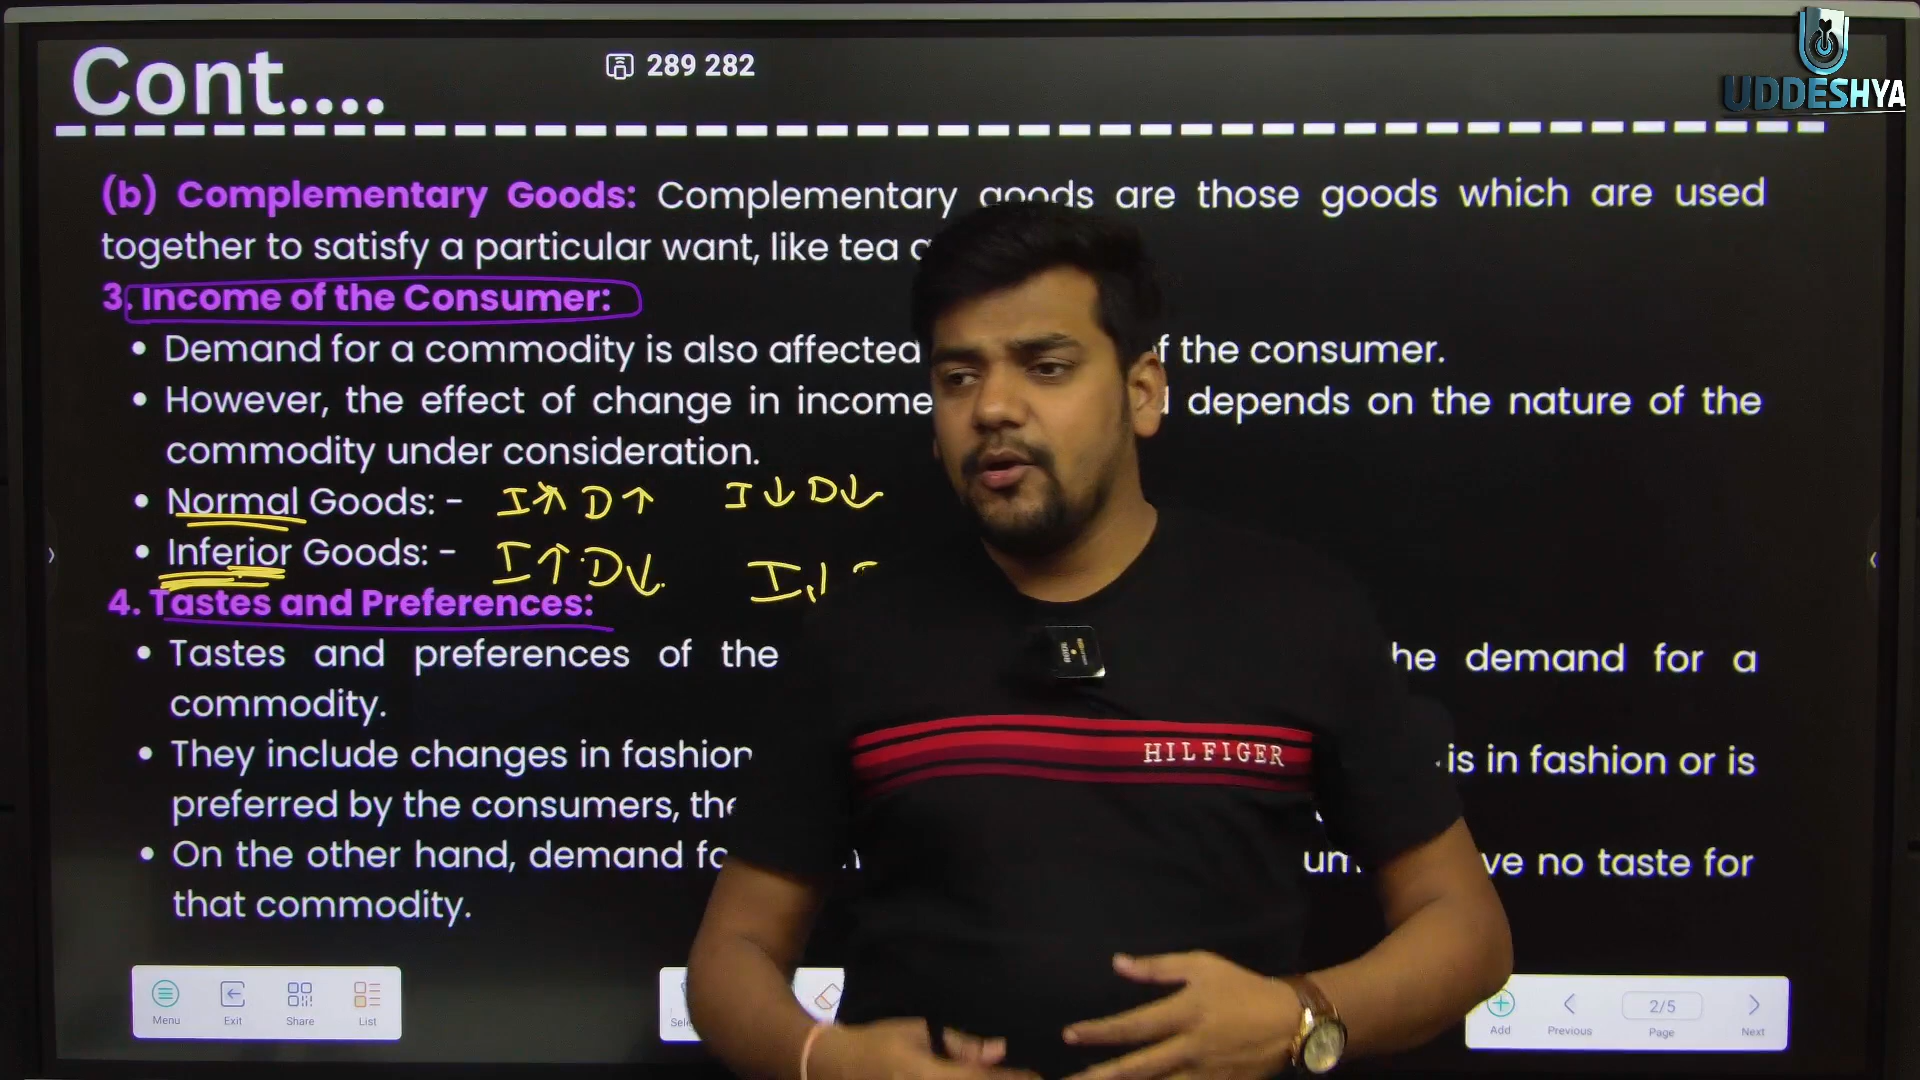 Cont....
289 282
UDDESHYA
(b) Complementary Goods: Complementary goods are those goods which are used
together to satisfy a particular want, like tea
3. Income of the Consumer:
• Demand for a commodity is also affected of the consumer.
• However, the effect of change in income depends on the nature of the
commodity under consideration.
• Normal Goods: - I↑ D↑ I↓ D↓
• Inferior Goods: - I↑ D↓ I↓
4. Tastes and Preferences:
• Tastes and preferences of the the demand for a
commodity.
• They include changes in fashion is in fashion or is
preferred by the consumers,
• On the other hand, demand no taste for
that commodity.
HILFIGER
Menu Exit Share List Add Previous 2/5 Page Next